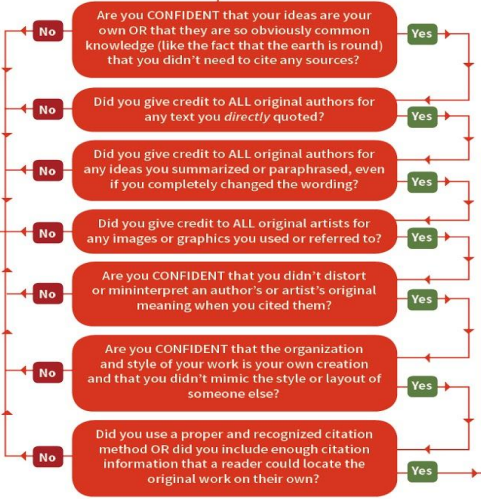 Are you CONFIDENT that your ideas are your
own OR that they are so obviously common
knowledge (like the fact that the earth is round)
that you didn't need to cite any sources?
No
Yes
Did you give credit to ALL original authors for
any text you directly quoted?
No
Yes
Did you give credit to ALL original authors for
any ideas you summarized or paraphrased, even
if you completely changed the wording?
No
Yes
Did you give credit to ALL original artists for
any images or graphics you used or referred to?
No
Yes
Are you CONFIDENT that you didn't distort
or mininterpret an author's or artist's original
meaning when you cited them?
No
Yes
Are you CONFIDENT that the organization
and style of your work is your own creation
and that you didn't mimic the style or layout of
someone else?
No
Yes
Did you use a proper and recognized citation
method OR did you include enough citation
information that a reader could locate the
original work on their own?
No
Yes